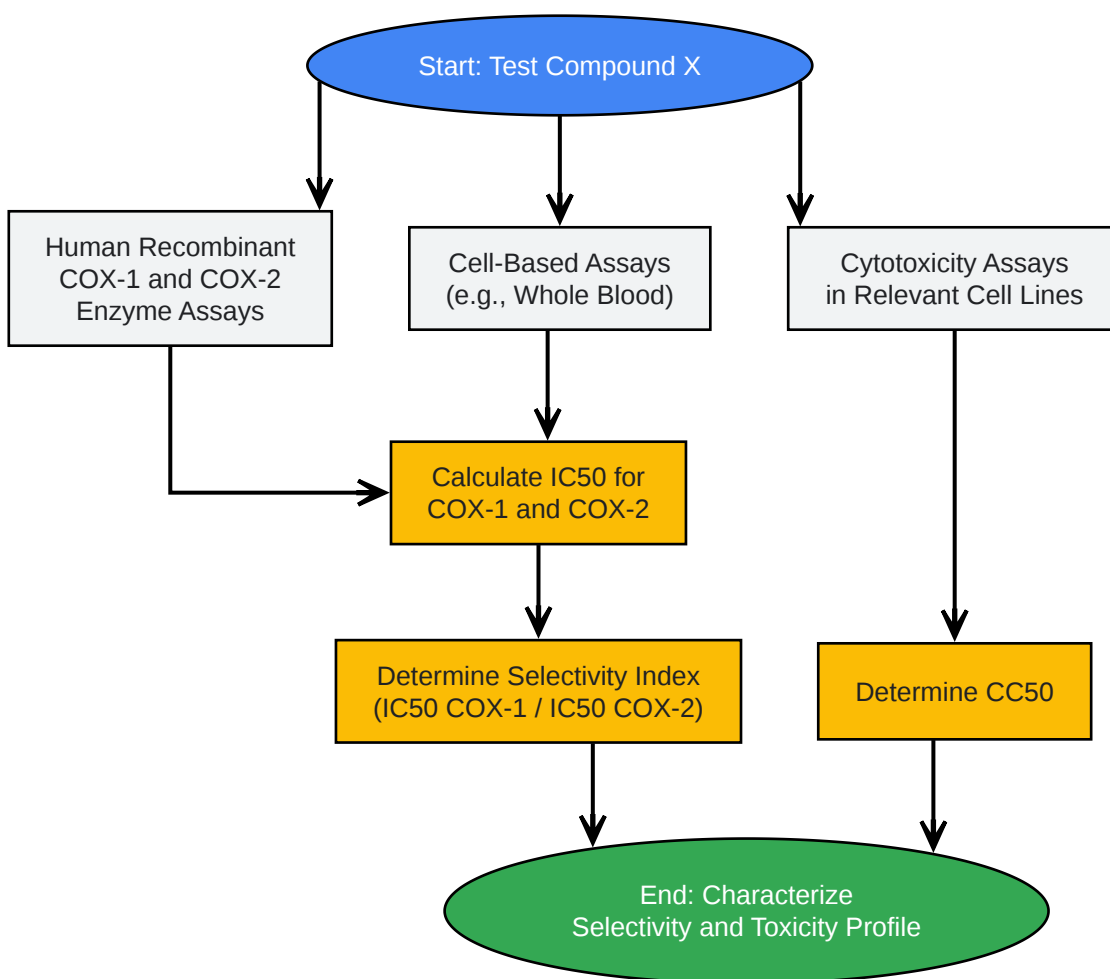 Start: Test Compound X
Human Recombinant
COX-1 and COX-2
Enzyme Assays
Cell-Based Assays
(e.g., Whole Blood)
Cytotoxicity Assays
in Relevant Cell Lines
Calculate IC50 for
COX-1 and COX-2
Determine Selectivity Index
(IC50 COX-1 / IC50 COX-2)
Determine CC50
End: Characterize
Selectivity and Toxicity Profile